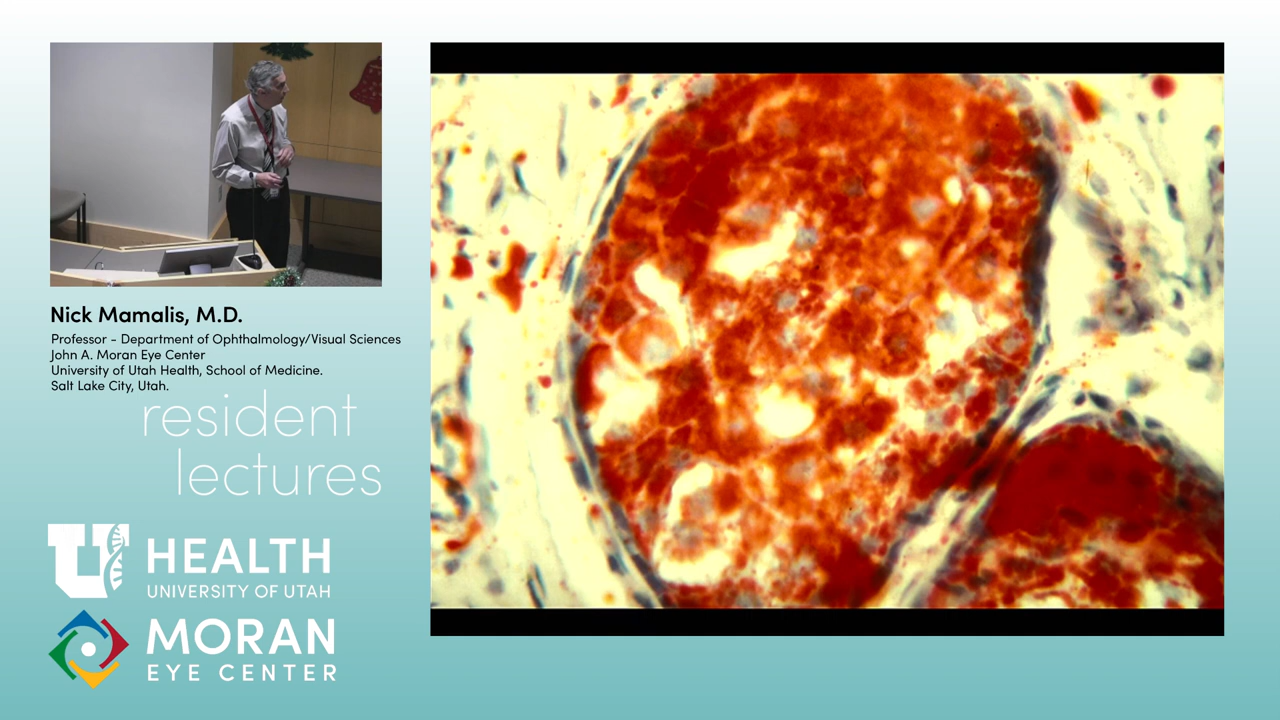 Nick Mamalis, M.D.
Professor - Department of Ophthalmology/Visual Sciences
John A. Moran Eye Center
University of Utah Health, School of Medicine.
Salt Lake City, Utah.
resident
lectures
U HEALTH
UNIVERSITY OF UTAH
MORAN
EYE CENTER